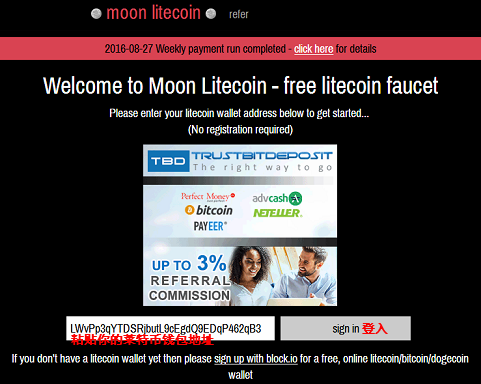 moon litecoin refer
2016-08-27 Weekly payment run completed - click here for details
Welcome to Moon Litecoin - free litecoin faucet
Please enter your litecoin wallet address below to get started...
(No registration required)
TBD TRUSTBITDEPOSIT
The right way to go
Perfect Money advcash
bitcoin NETELLER
PAYEER
UP TO 3%
REFERRAL
COMMISSION
LWvPp3qYTDSRjbutL9cEgdQ9EDqP462qB3 sign in 登入
粘贴你的莱特币钱包地址
If you don't have a litecoin wallet yet then please sign up with block.io for a free, online litecoin/bitcoin/dogecoin
wallet